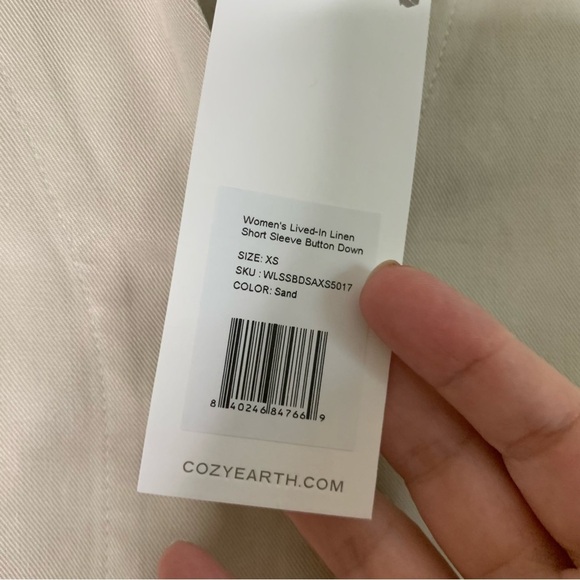 Women's Lived-In Linen
Short Sleeve Button Down
SIZE: XS
SKU : WLSSBDSAXS5017
COLOR: Sand
8 40246 84766 9
COZYEARTH.COM